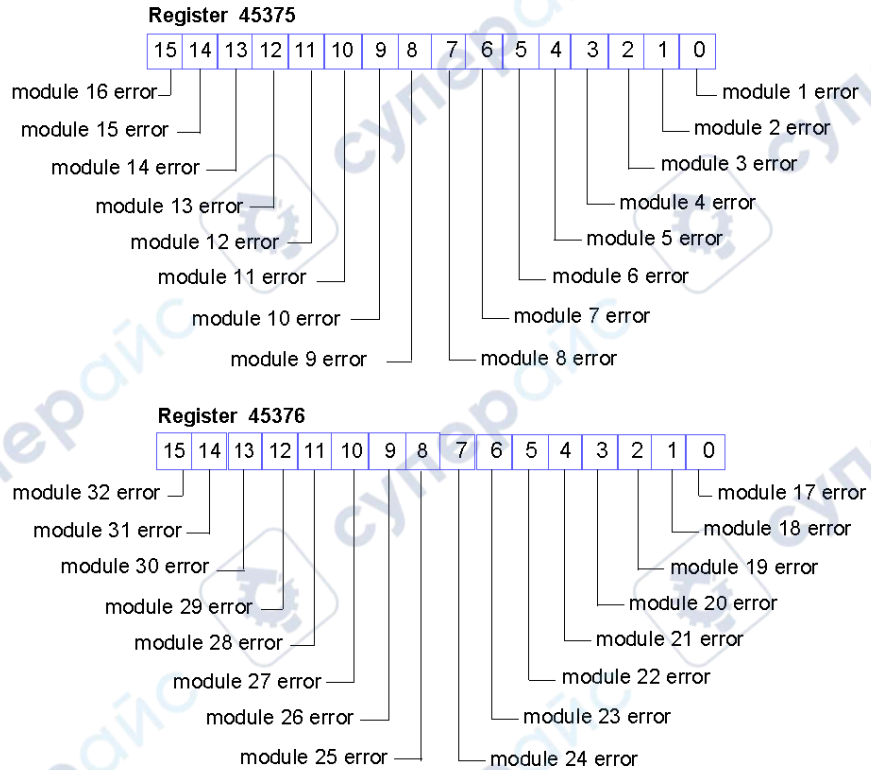 Register 45375
15 14 13 12 11 10 9 8 7 6 5 4 3 2 1 0
module 16 error module 1 error
module 15 error module 2 error
module 14 error module 3 error
module 13 error module 4 error
module 12 error module 5 error
module 11 error module 6 error
module 10 error module 7 error
module 9 error module 8 error
Register 45376
15 14 13 12 11 10 9 8 7 6 5 4 3 2 1 0
module 32 error module 17 error
module 31 error module 18 error
module 30 error module 19 error
module 29 error module 20 error
module 28 error module 21 error
module 27 error module 22 error
module 26 error module 23 error
module 25 error module 24 error
суперайс
суперайс
суперайс
суперайс